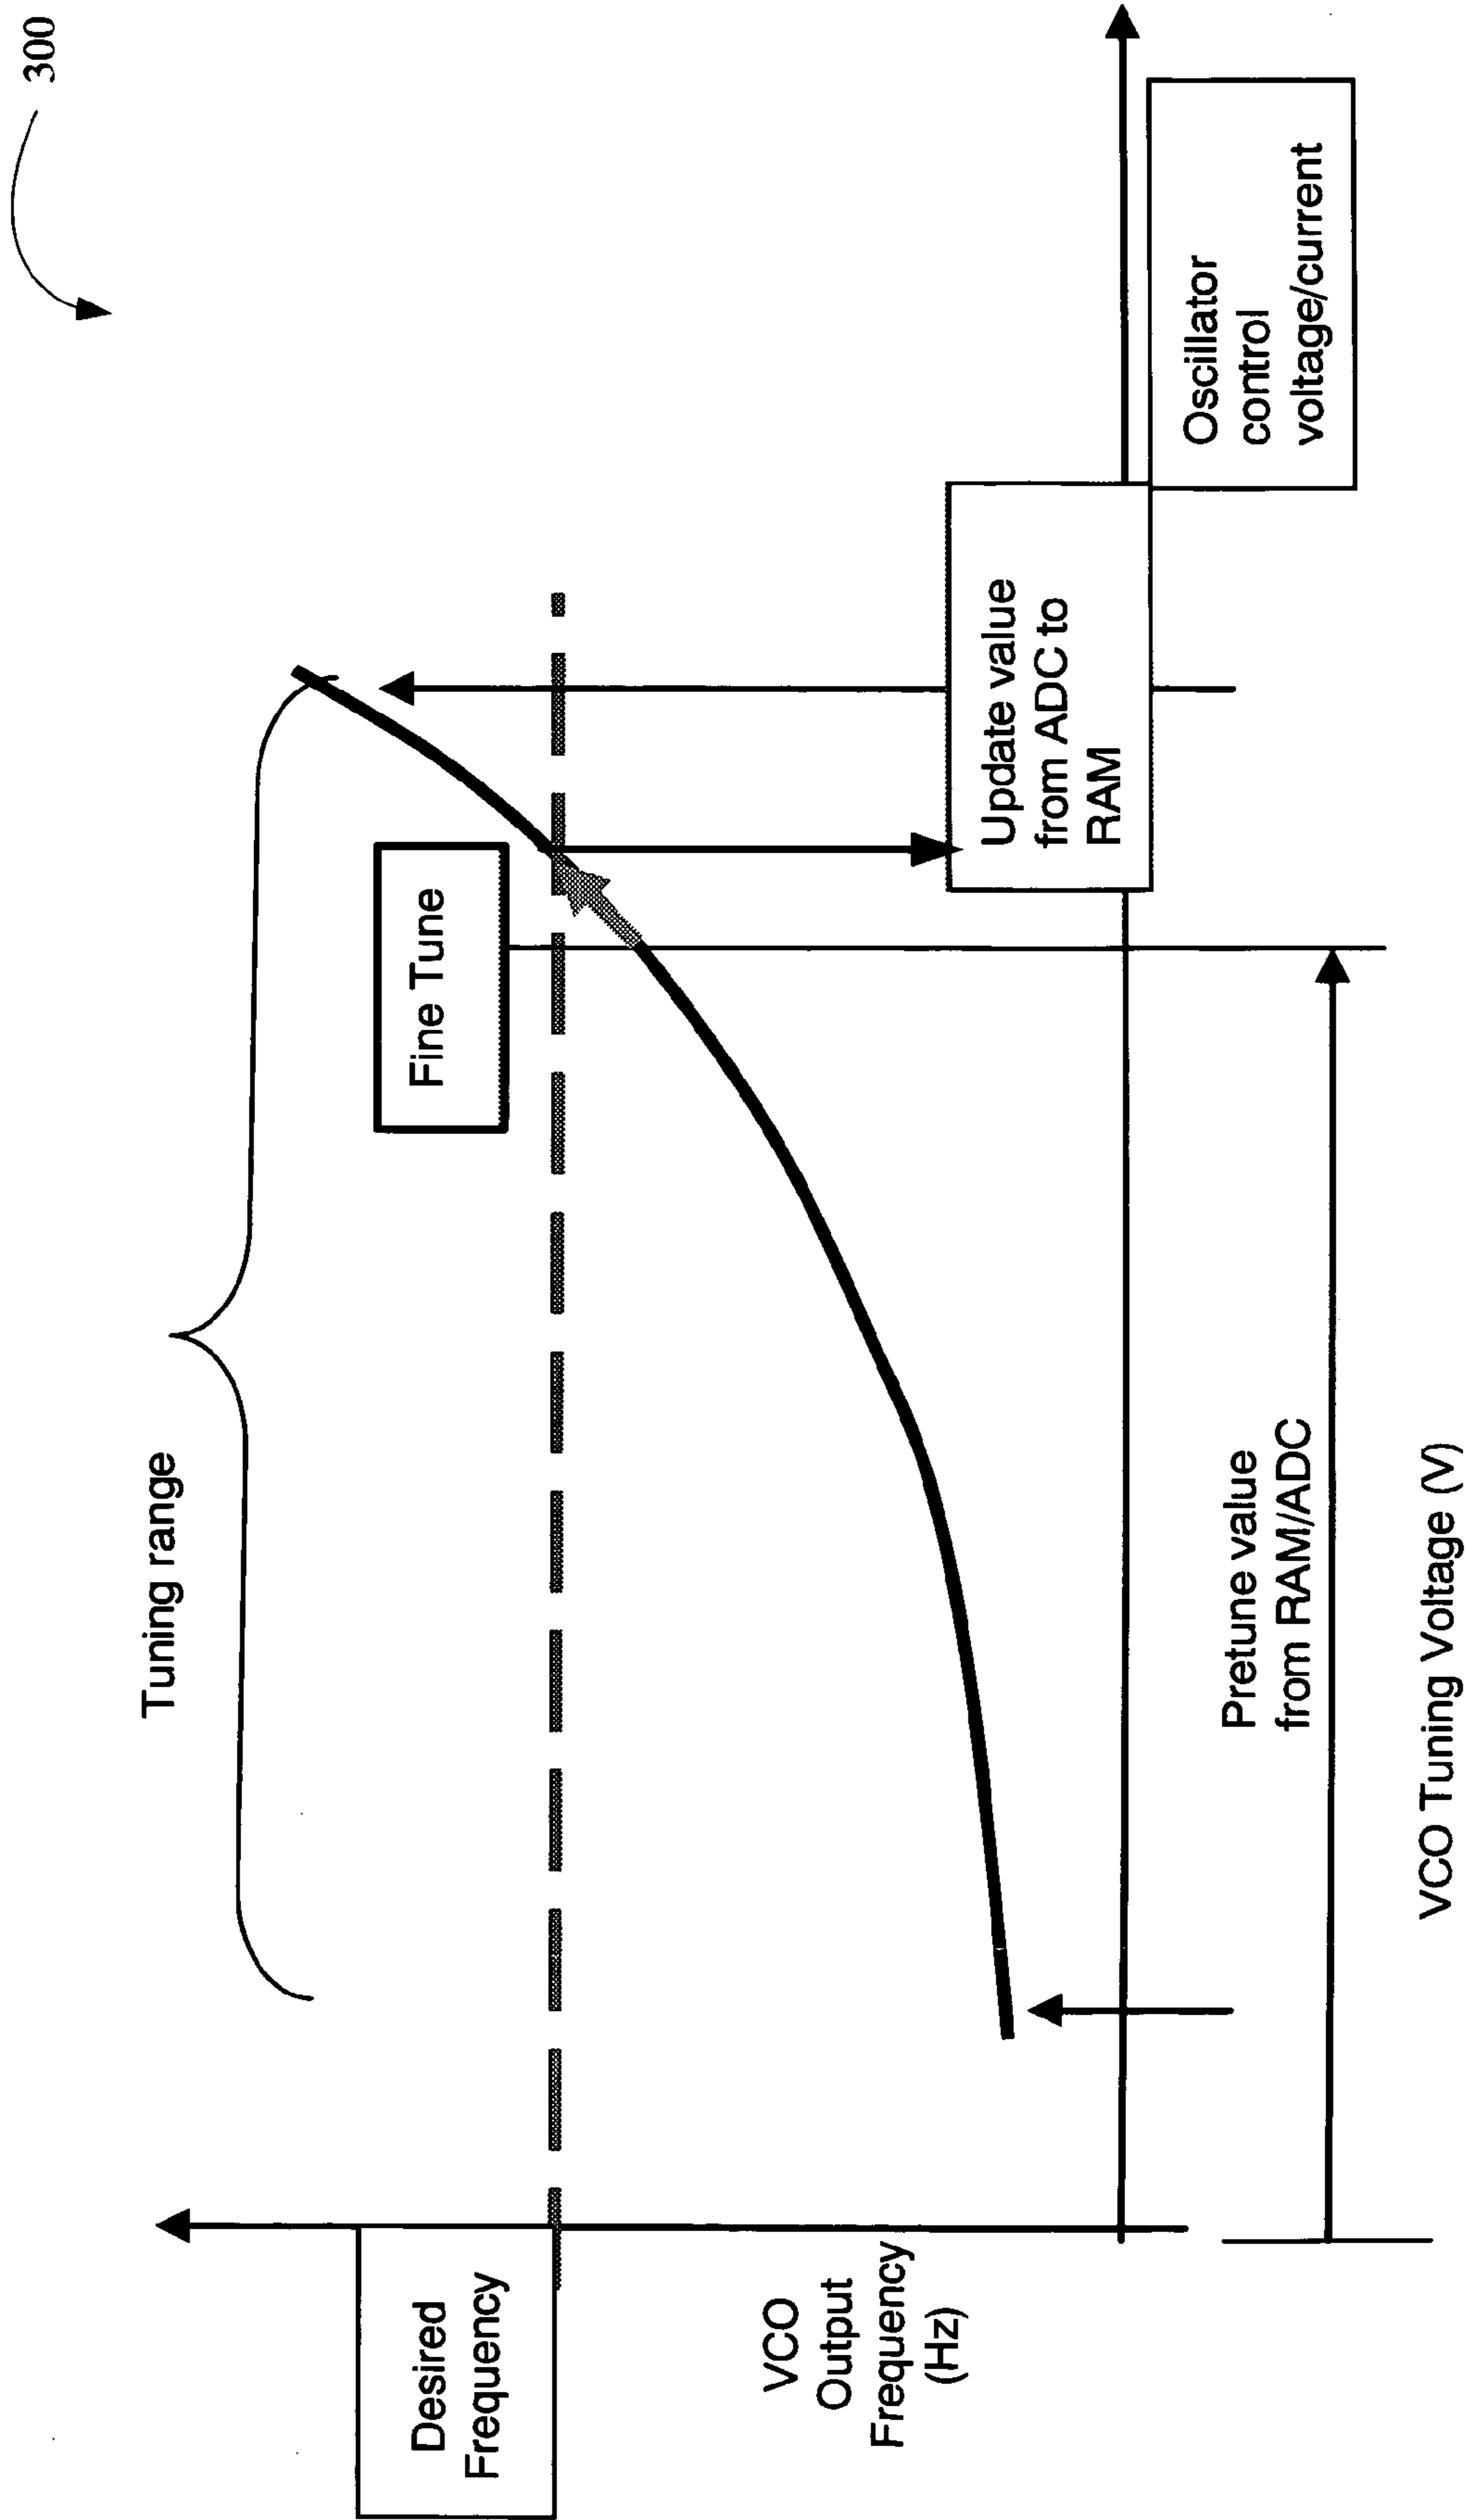 300
Tuning range
Desired
Frequency
Fine Tune
VCO
Output
Frequency
(Hz)
Update value
from ADC to
RAM
Oscillator
control
voltage/current
Pretune value
from RAM/ADC
VCO Tuning Voltage (V)